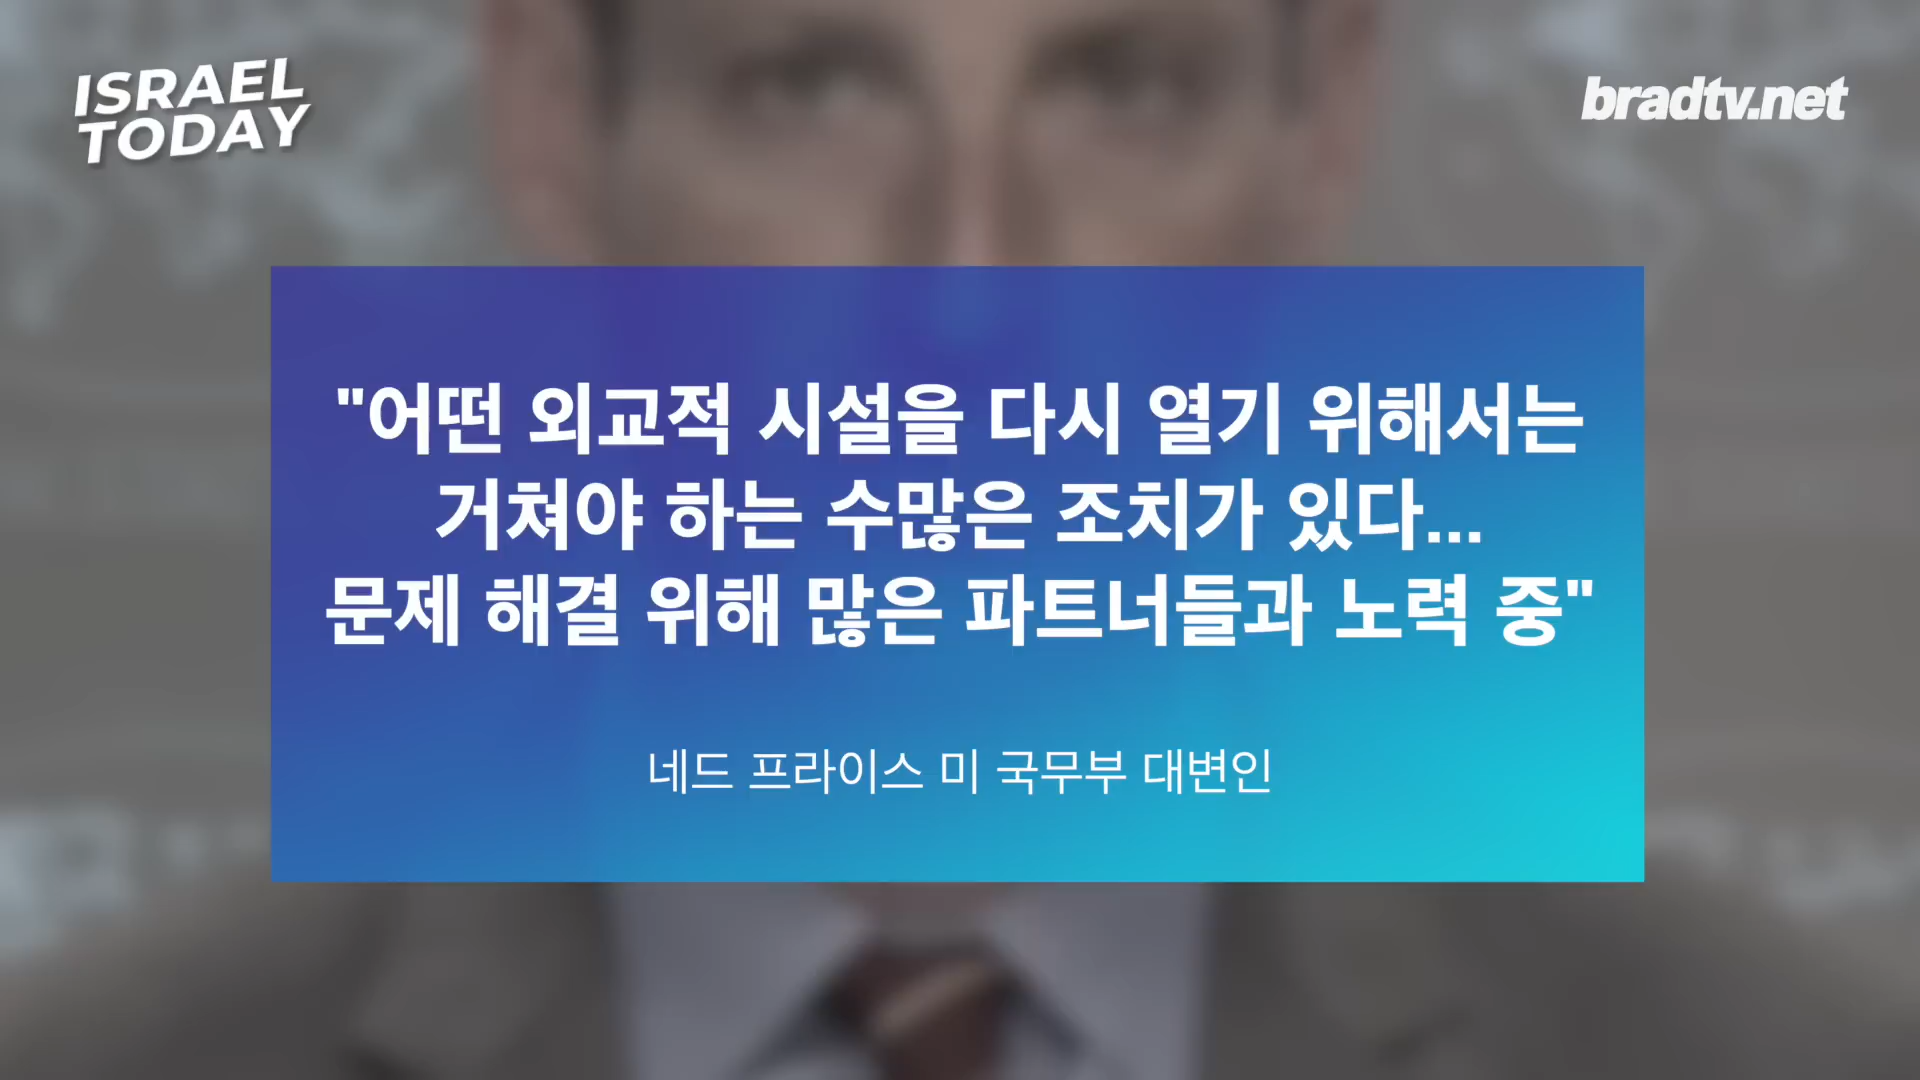 ISRAEL
TODAY
bradtv.net
"어떤 외교적 시설을 다시 열기 위해서는
거쳐야 하는 수많은 조치가 있다...
문제 해결 위해 많은 파트너들과 노력 중"
네드 프라이스 미 국무부 대변인